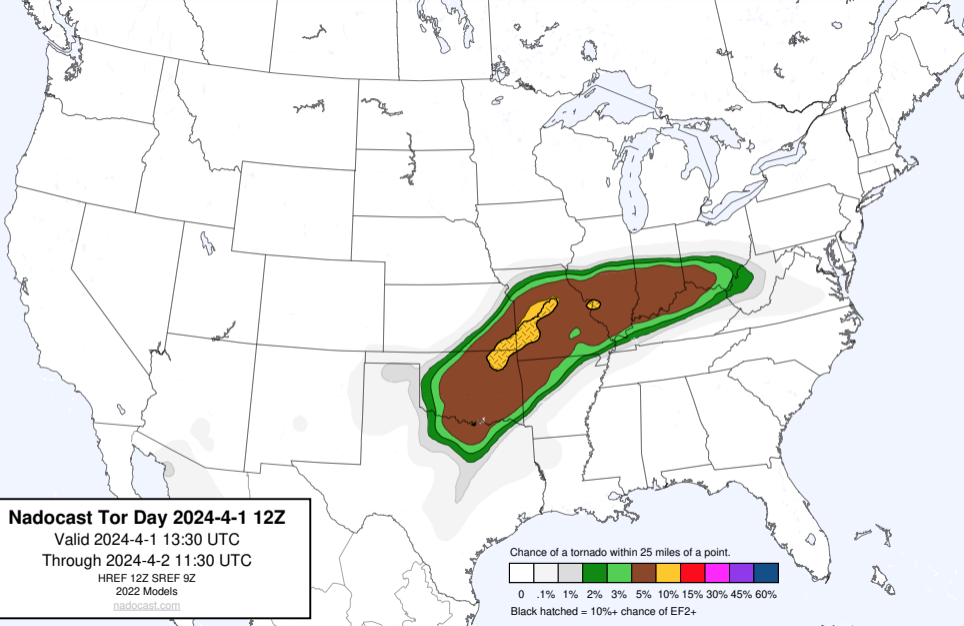 Nadocast Tor Day 2024-4-1 12Z
Valid 2024-4-1 13:30 UTC
Through 2024-4-2 11:30 UTC
HREF 12Z SREF 9Z
2022 Models
nadocast.com
Chance of a tornado within 25 miles of a point.
0 .1% 1% 2% 3% 5% 10% 15% 30% 45% 60%
Black hatched = 10%+ chance of EF2+